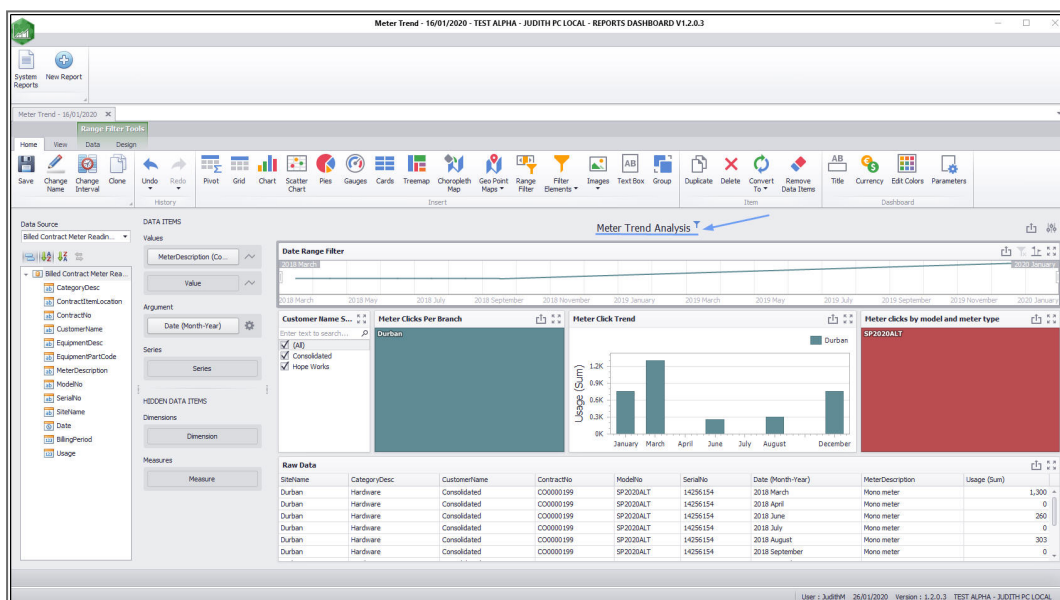 Meter Trend - 16/01/2020 - TEST ALPHA - JUDITH PC LOCAL - REPORTS DASHBOARD V1.2.0.3
System Reports
New Report
Meter Trend - 16/01/2020
Range Filter Tools
Home View Data Design
Save Change Name Change Interval Clone Undo Redo Pivot Grid Chart Scatter Chart Pies Gauges Cards Treemap Choropleth Map Geo Point Maps Range Filter Filter Elements Images Text Box Group Duplicate Delete Convert To Remove Data Items Title Currency Edit Colors Parameters
History Insert Item Dashboard
Data Source
Billed Contract Meter Readin...
Billed Contract Meter Rea...
CategoryDesc
ContractItemLocation
ContractNo
CustomerName
EquipmentDesc
EquipmentPartCode
MeterDescription
ModelNo
SerialNo
SiteName
Date
BillingPeriod
Usage
DATA ITEMS
Values
MeterDescription (Co...
Value
Argument
Date (Month-Year)
Series
Series
HIDDEN DATA ITEMS
Dimensions
Dimension
Measures
Measure
Meter Trend Analysis
Date Range Filter
2018 March 2020 January
2018 March 2018 May 2018 July 2018 September 2018 November 2019 January 2019 March 2019 May 2019 July 2019 September 2019 November 2020 January
Customer Name S...
Enter text to search...
(All)
Consolidated
Hope Works
Meter Clicks Per Branch
Durban
Meter Click Trend
Durban
Usage (Sum)
1.2K
0.9K
0.6K
0.3K
0K
January March April June July August December
Meter clicks by model and meter type
SP2020ALT
Raw Data
SiteName CategoryDesc CustomerName ContractNo ModelNo SerialNo Date (Month-Year) MeterDescription Usage (Sum)
Durban Hardware Consolidated CO0000199 SP2020ALT 14256154 2018 March Mono meter 1,300
Durban Hardware Consolidated CO0000199 SP2020ALT 14256154 2018 April Mono meter 0
Durban Hardware Consolidated CO0000199 SP2020ALT 14256154 2018 June Mono meter 260
Durban Hardware Consolidated CO0000199 SP2020ALT 14256154 2018 July Mono meter 0
Durban Hardware Consolidated CO0000199 SP2020ALT 14256154 2018 August Mono meter 303
Durban Hardware Consolidated CO0000199 SP2020ALT 14256154 2018 September Mono meter 0
User : JudithM 26/01/2020 Version : 1.2.0.3 TEST ALPHA - JUDITH PC LOCAL